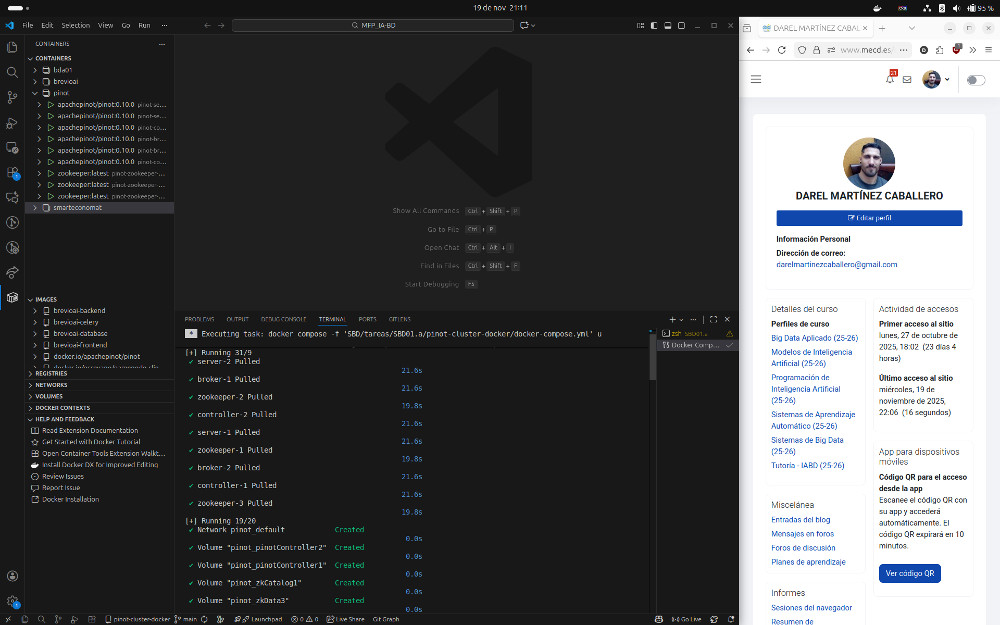 19 de nov 21:11
95 %
File Edit Selection View Go Run ···
MFP_IA-BD
CONTAINERS
CONTAINERS
bda01
brevioai
pinot
apachepinot/pinot:0.10.0 pinot-se...
apachepinot/pinot:0.10.0 pinot-se...
apachepinot/pinot:0.10.0 pinot-co...
apachepinot/pinot:0.10.0 pinot-br...
apachepinot/pinot:0.10.0 pinot-br...
apachepinot/pinot:0.10.0 pinot-co...
zookeeper:latest pinot-zookeeper-...
zookeeper:latest pinot-zookeeper-...
zookeeper:latest pinot-zookeeper-...
smarteconomat
IMAGES
brevioai-backend
brevioai-celery
brevioai-database
brevioai-frontend
docker.io/apachepinot/pinot
REGISTRIES
NETWORKS
VOLUMES
DOCKER CONTEXTS
HELP AND FEEDBACK
Read Extension Documentation
Get Started with Docker Tutorial
Open Container Tools Extension Walkt...
Install Docker DX for Improved Editing
Review Issues
Report Issue
Docker Installation
1
1
Show All Commands Ctrl + Shift + P
Go to File Ctrl + P
Open Chat Ctrl + Alt + I
Find in Files Ctrl + Shift + F
Start Debugging F5
PROBLEMS OUTPUT DEBUG CONSOLE TERMINAL PORTS GITLENS
* Executing task: docker compose -f 'SBD/tareas/SBD01.a/pinot-cluster-docker/docker-compose.yml' u
[+] Running 31/9
✔ server-2 Pulled
21.6s
✔ broker-1 Pulled
21.6s
✔ zookeeper-2 Pulled
19.8s
✔ controller-2 Pulled
21.6s
✔ server-1 Pulled
21.6s
✔ zookeeper-1 Pulled
19.8s
✔ broker-2 Pulled
21.6s
✔ controller-1 Pulled
21.6s
✔ zookeeper-3 Pulled
19.8s
[+] Running 19/20
✔ Network pinot_default Created
0.0s
✔ Volume "pinot_pinotController2" Created
0.0s
✔ Volume "pinot_pinotController1" Created
0.0s
✔ Volume "pinot_zkCatalog1" Created
0.0s
✔ Volume "pinot_zkData3" Created
0.0s
zsh SBD01.a
Docker Comp...
pinot-cluster-docker main Launchpad 0 0 Live Share Git Graph
Go Live
DAREL MARTÍNEZ CABAL
www.mecd.es/
1
21
DAREL MARTÍNEZ CABALLERO
Editar perfil
Información Personal
Dirección de correo:
darelmartinezcaballero@gmail.com
Detalles del curso
Perfiles de curso
Big Data Aplicado (25-26)
Modelos de Inteligencia
Artificial (25-26)
Programación de
Inteligencia Artificial
(25-26)
Sistemas de Aprendizaje
Automático (25-26)
Sistemas de Big Data
(25-26)
Tutoría - IABD (25-26)
Miscelánea
Entradas del blog
Mensajes en foros
Foros de discusión
Planes de aprendizaje
Informes
Sesiones del navegador
Resumen de
Actividad de accesos
Primer acceso al sitio
lunes, 27 de octubre de
2025, 18:02 (23 días 4
horas)
Último acceso al sitio
miércoles, 19 de
noviembre de 2025,
22:06 (16 segundos)
App para dispositivos
móviles
Código QR para el acceso
desde la app
Escanee el código QR con
su app y accederá
automáticamente. El
código QR expirará en 10
minutos.
Ver código QR